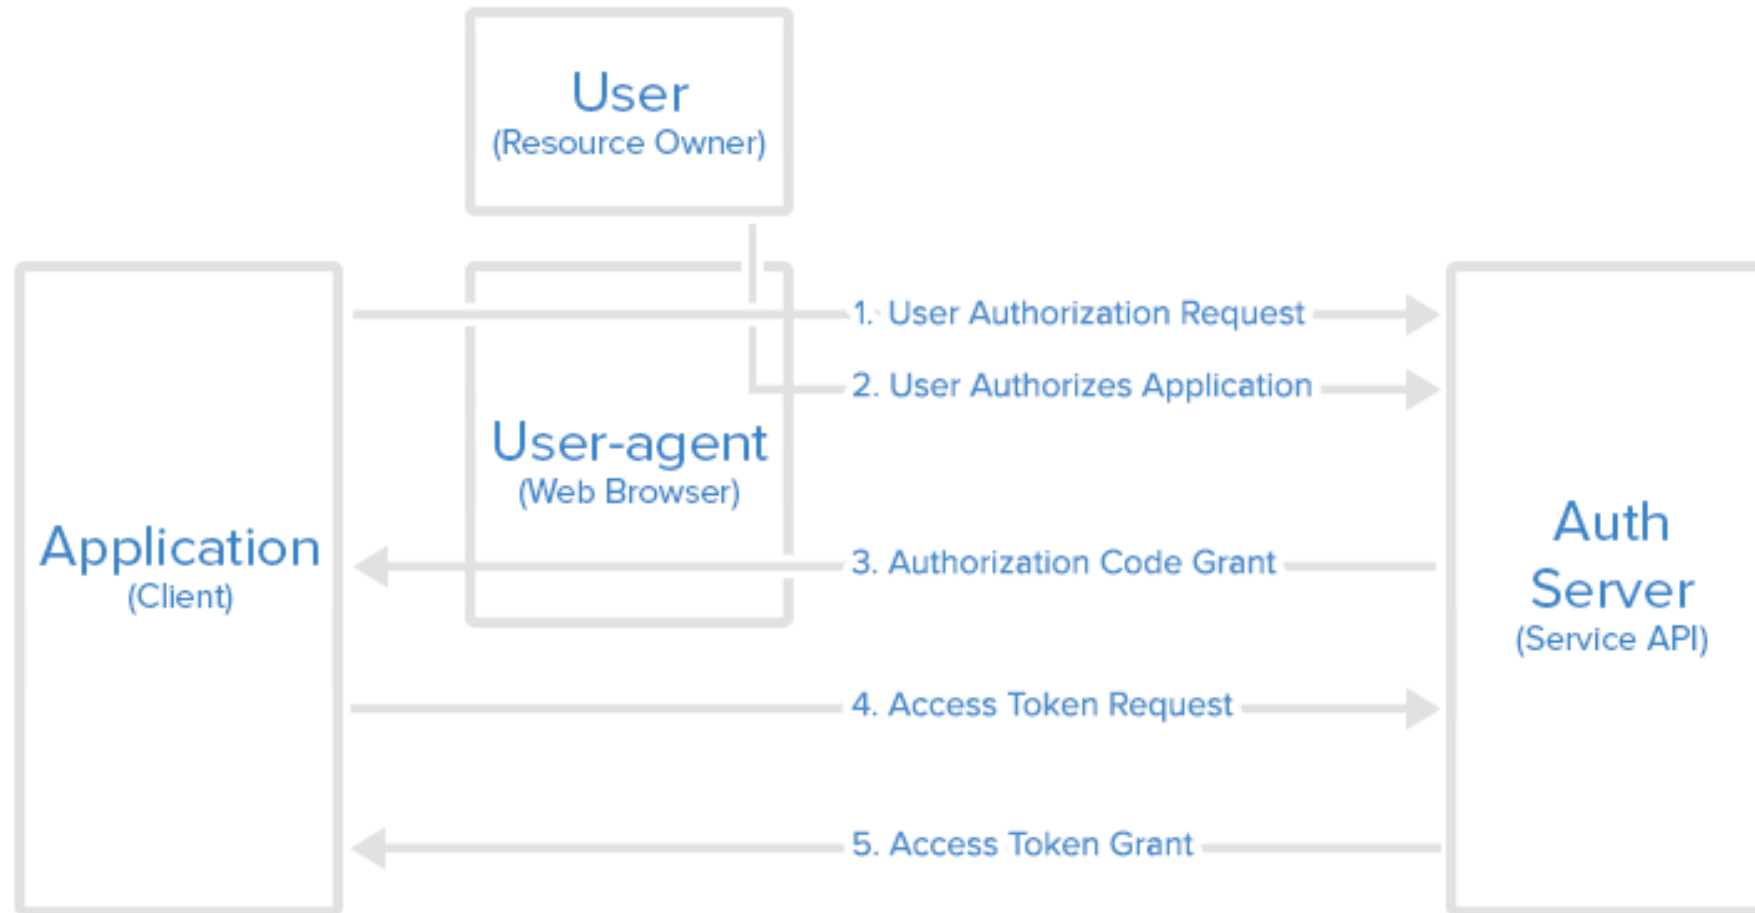 User
(Resource Owner)
1. User Authorization Request
2. User Authorizes Application
User-agent
(Web Browser)
Application
(Client)
3. Authorization Code Grant
Auth
Server
(Service API)
4. Access Token Request
5. Access Token Grant